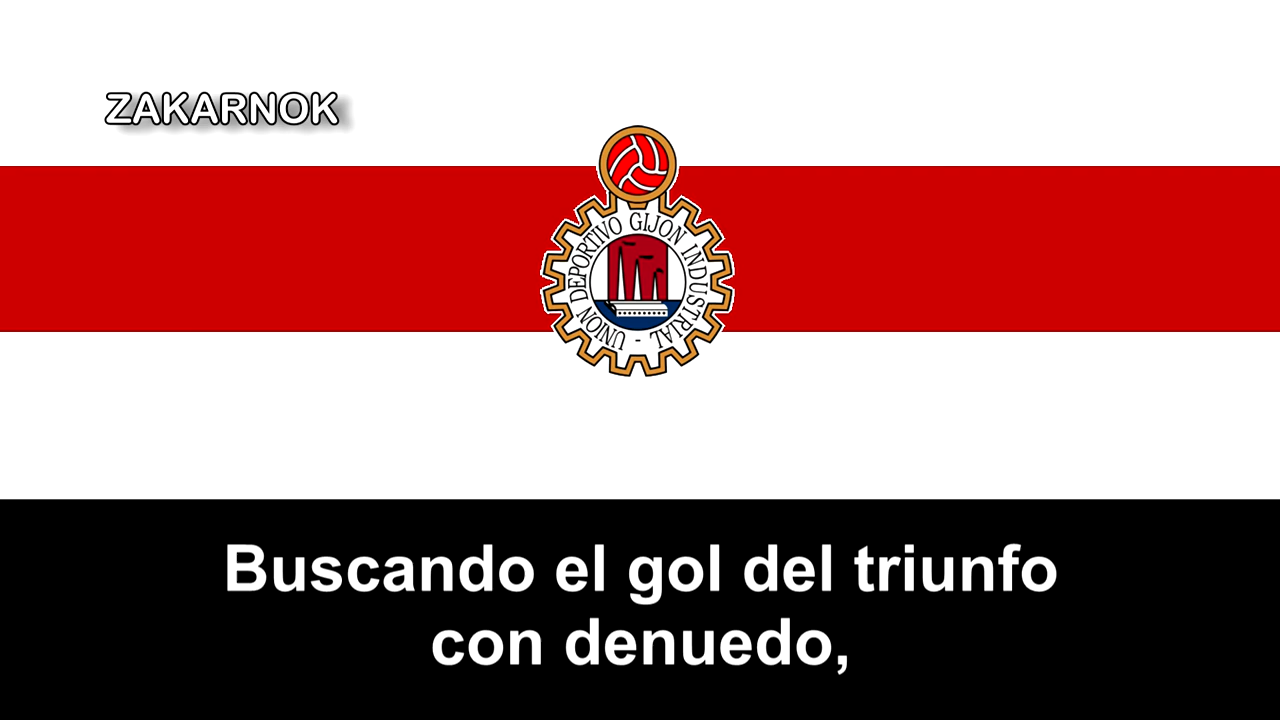 ZAKARNOK
UNION DEPORTIVO GIJON INDUSTRIAL -
Buscando el gol del triunfo
con denuedo,